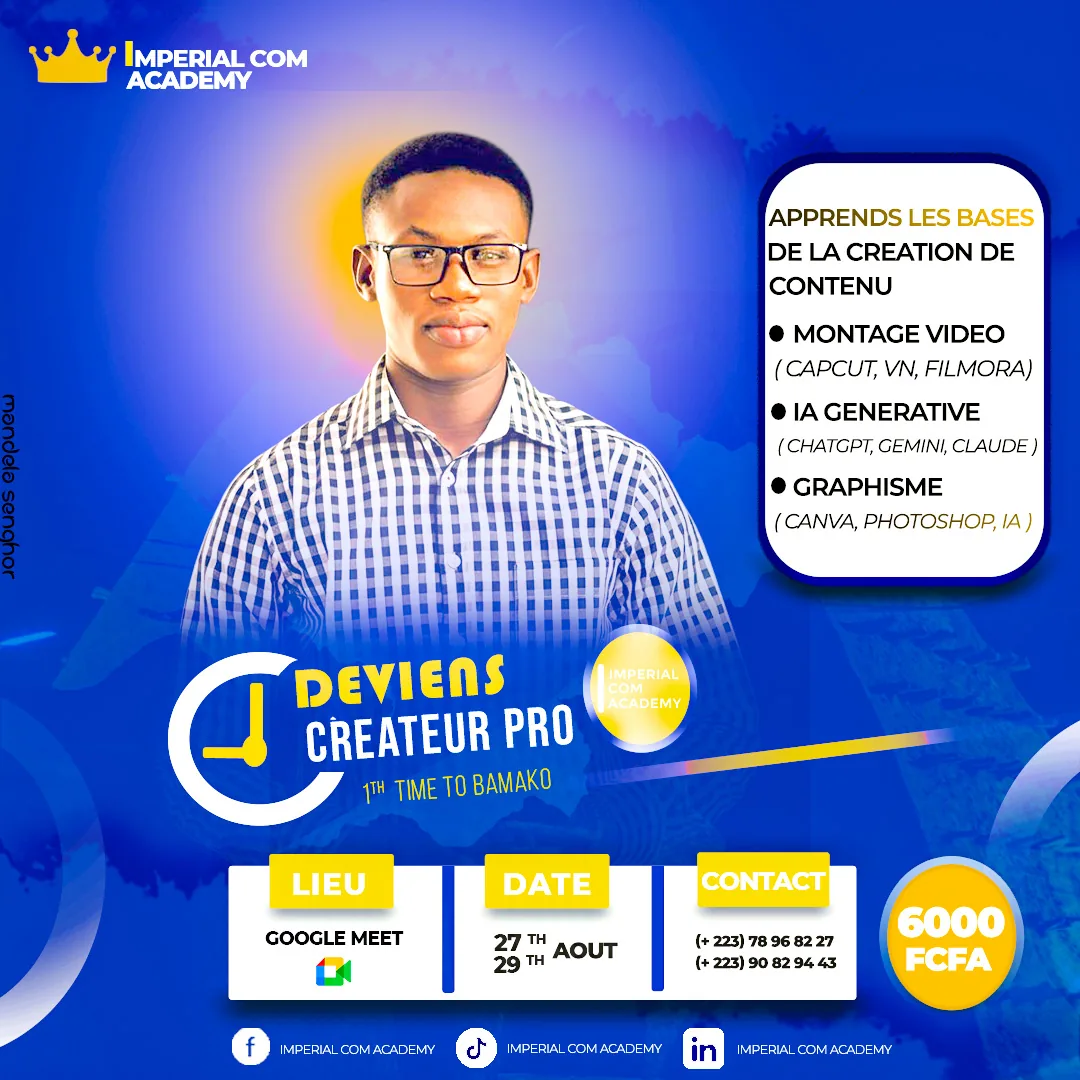 IMPERIAL COM
ACADEMY
APPRENDS LES BASES
DE LA CREATION DE
CONTENU
● MONTAGE VIDEO
( CAPCUT, VN, FILMORA)
● IA GENERATIVE
( CHATGPT, GEMINI, CLAUDE )
● GRAPHISME
( CANVA, PHOTOSHOP, IA )
mandela senghor
DEVIENS
CREATEUR PRO
1TH TIME TO BAMAKO
IMPERIAL
COM
ACADEMY
LIEU
GOOGLE MEET
DATE
27 TH
29 TH
AOUT
CONTACT
(+ 223) 78 96 82 27
(+ 223) 90 82 94 43
6000
FCFA
f IMPERIAL COM ACADEMY
IMPERIAL COM ACADEMY
in IMPERIAL COM ACADEMY